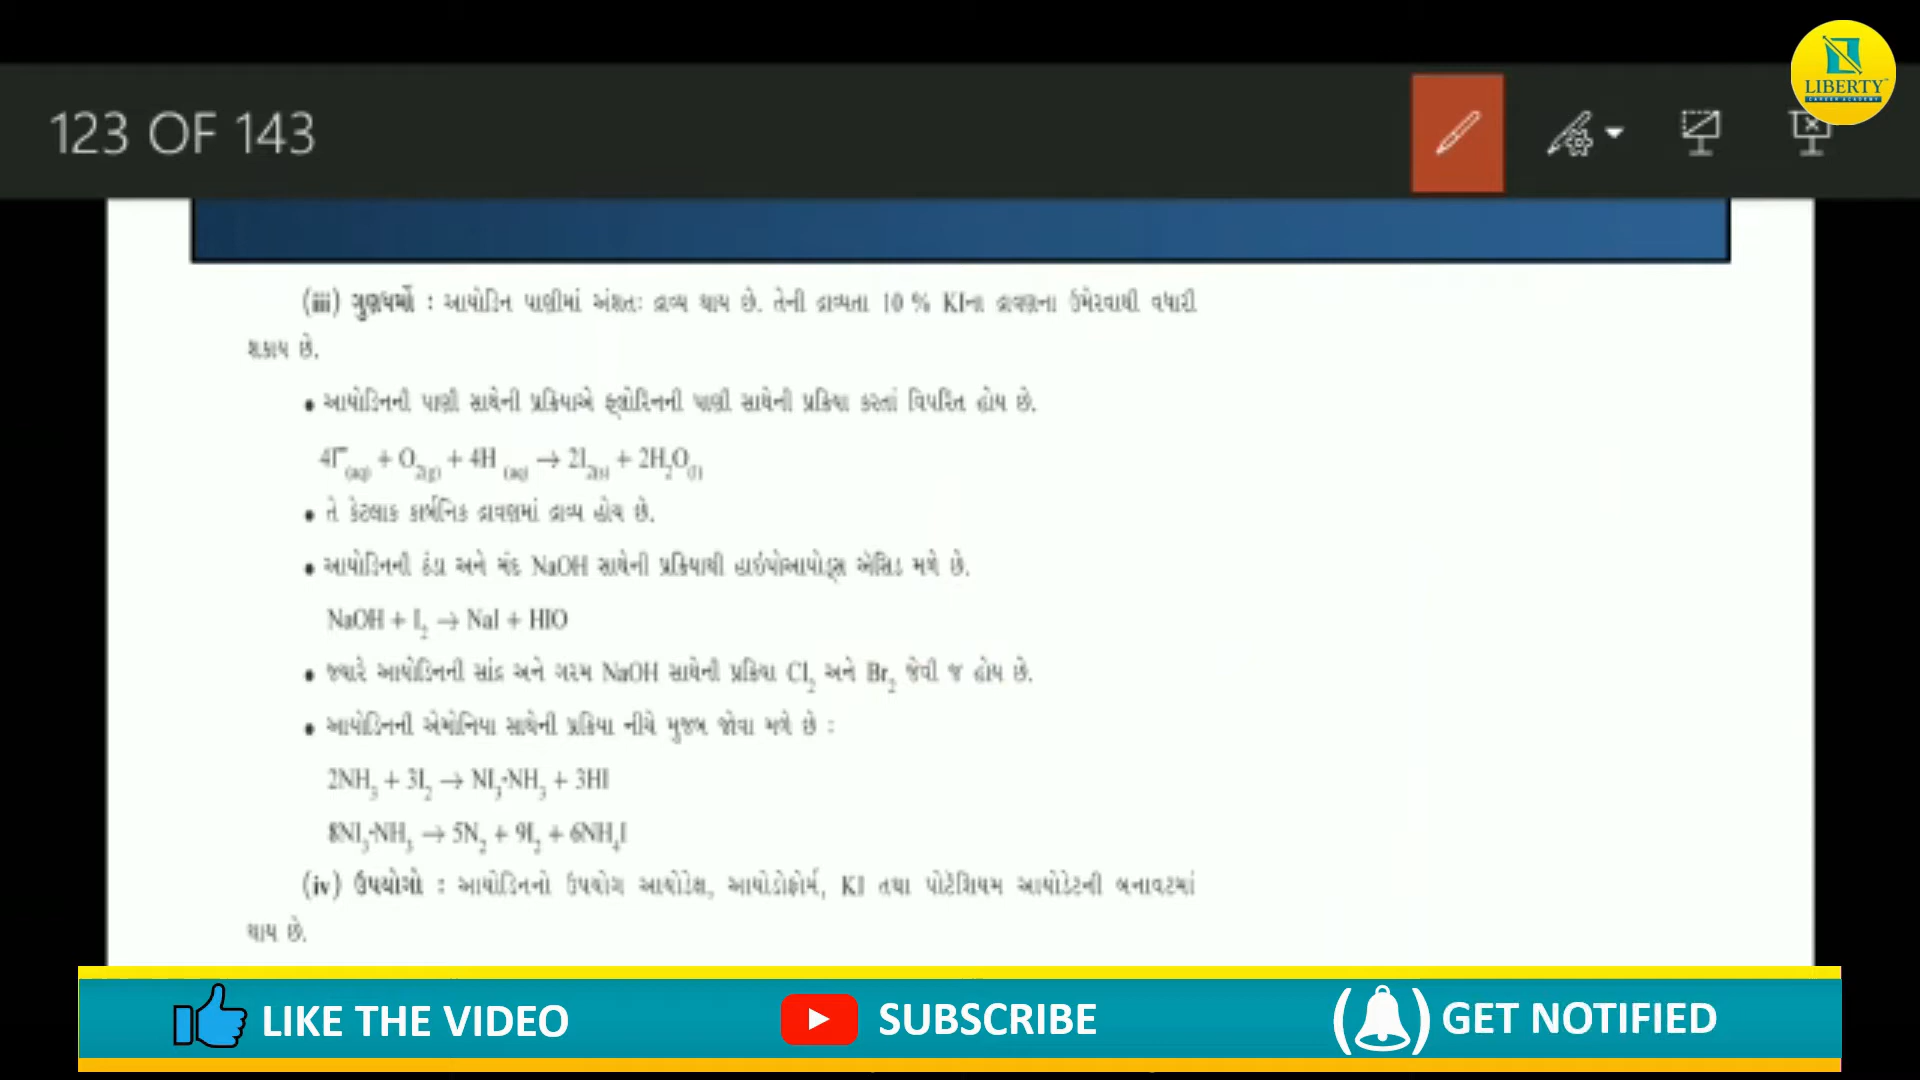 LIBERTY
CAREER ACADEMY
123 OF 143
(iii) ગુણધર્મો : આયોડિન પાણીમાં અંશતઃ દ્રાવ્ય થાય છે. તેની દ્રાવ્યતા 10 % KIના દ્રાવણના ઉમેરવાથી વધારી
શકાય છે.
• આયોડિનની પાણી સાથેની પ્રક્રિયાએ ફ્લોરિનની પાણી સાથેની પ્રક્રિયા કરતાં વિપરિત હોય છે.
4I⁻(aq) + O₂(g) + 4H (aq) → 2I₂(s) + 2H₂O(l)
• તે કેટલાક કાર્બનિક દ્રાવણમાં દ્રાવ્ય હોય છે.
• આયોડિનની ઠંડા અને મંદ NaOH સાથેની પ્રક્રિયાથી હાઈપોઆયોડ્સ ઍસિડ મળે છે.
NaOH + I₂ → NaI + HIO
• જ્યારે આયોડિનની સાંદ્ર અને ગરમ NaOH સાથેની પ્રક્રિયા Cl₂ અને Br₂ જેવી જ હોય છે.
• આયોડિનની એમોનિયા સાથેની પ્રક્રિયા નીચે મુજબ જોવા મળે છે :
2NH₃ + 3I₂ → NI₃·NH₃ + 3HI
8NI₃·NH₃ → 5N₂ + 9I₂ + 6NH₄I
(iv) ઉપયોગો : આયોડિનનો ઉપયોગ આયોડેક્ષ, આયોડોફોર્મ, KI તથા પોટેશિયમ આયોડેટની બનાવટમાં
થાય છે.
LIKE THE VIDEO
SUBSCRIBE
GET NOTIFIED